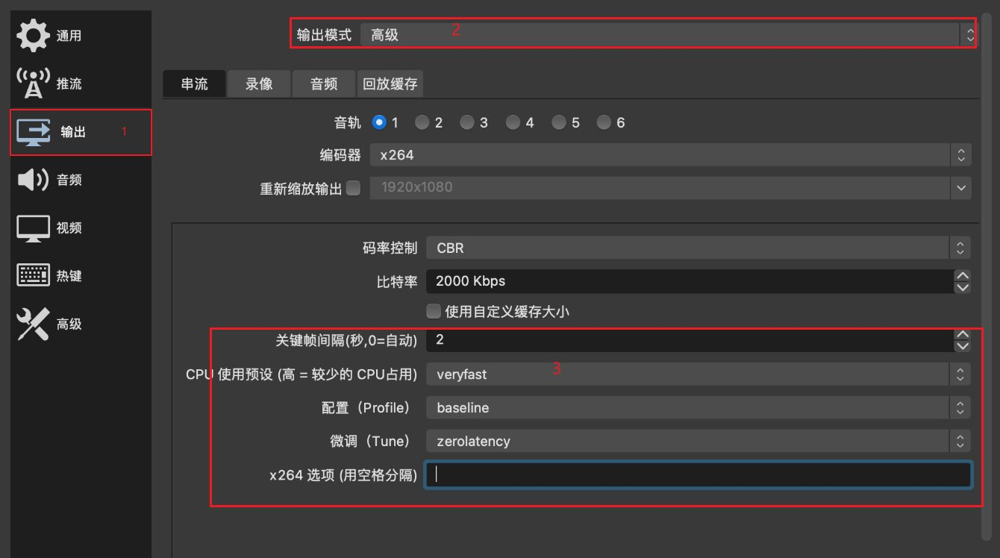 通用
推流
输出 1
音频
视频
热键
高级
输出模式 高级 2
串流 录像 音频 回放缓存
音轨 1 2 3 4 5 6
编码器 x264
重新缩放输出 1920x1080
码率控制 CBR
比特率 2000 Kbps
使用自定义缓存大小
关键帧间隔(秒,0=自动) 2
CPU 使用预设 (高 = 较少的 CPU占用) veryfast 3
配置（Profile） baseline
微调（Tune） zerolatency
x264 选项 (用空格分隔)